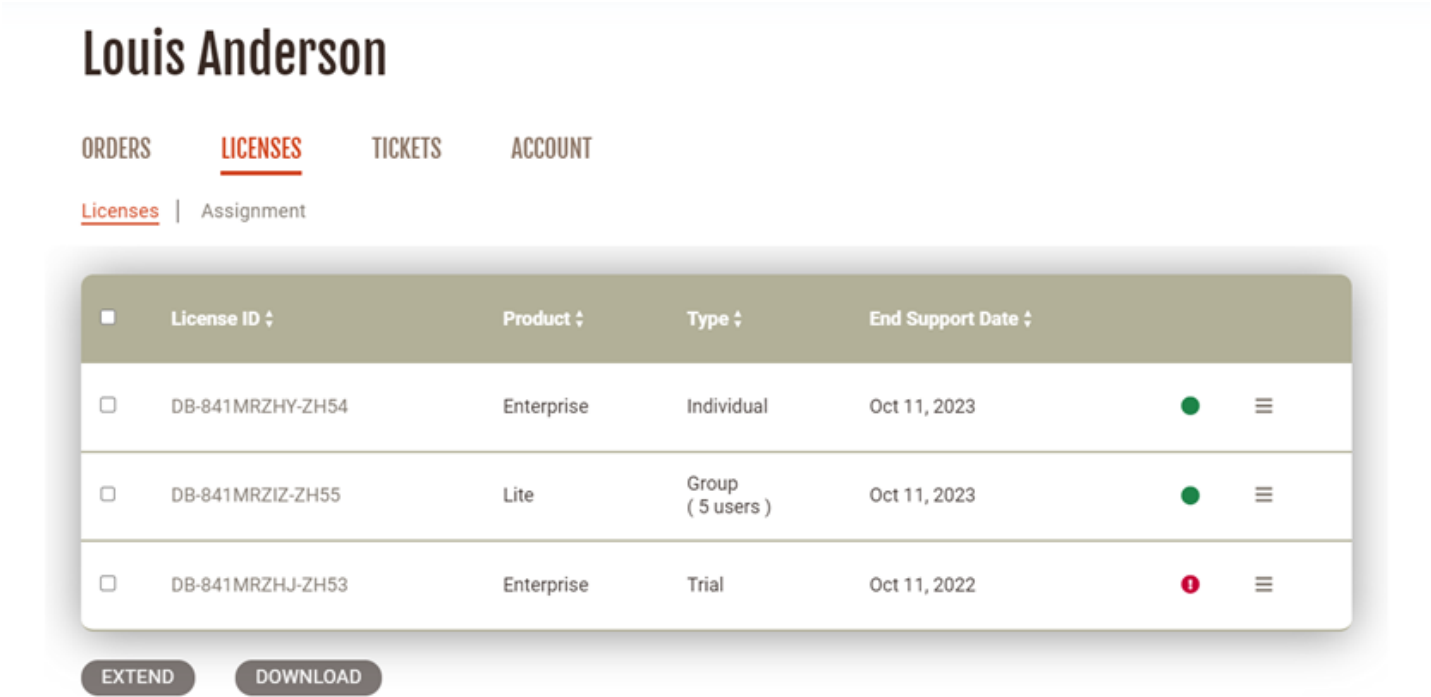 Louis Anderson
ORDERS LICENSES TICKETS ACCOUNT
Licenses | Assignment
License ID Product Type End Support Date
DB-841MRZHY-ZH54 Enterprise Individual Oct 11, 2023
DB-841MRZIZ-ZH55 Lite Group ( 5 users ) Oct 11, 2023
DB-841MRZHJ-ZH53 Enterprise Trial Oct 11, 2022
EXTEND DOWNLOAD